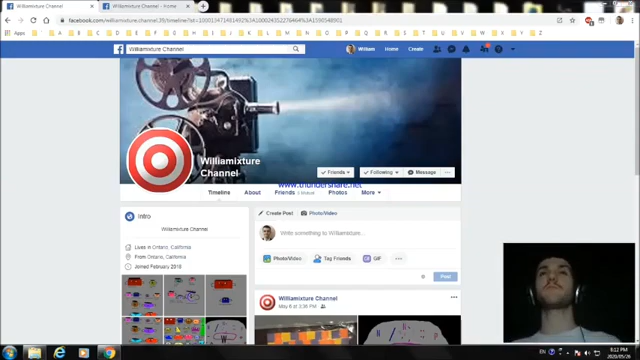 Williamixture Channel
Williamixture Channel - home
facebook.com/williamixture.channel.39/timeline?lst=
A B C D E F G H I J K L M N O P Q R S T U V W X Y Z
Williamixture Channel
William Home Create
Williamixture
Channel
Friends Following Message
www.thundershare.net
Timeline About Friends Photos More
Intro
Williamixture Channel
Lives in Ontario, California
From Ontario, California
Joined February 2018
Create Post Photo/Video
Write something to Williamixture...
Photo/Video Tag Friends GIF
Post
Williamixture Channel
May 6 at 3:36 PM
EN
8:12 PM
2020/05/26